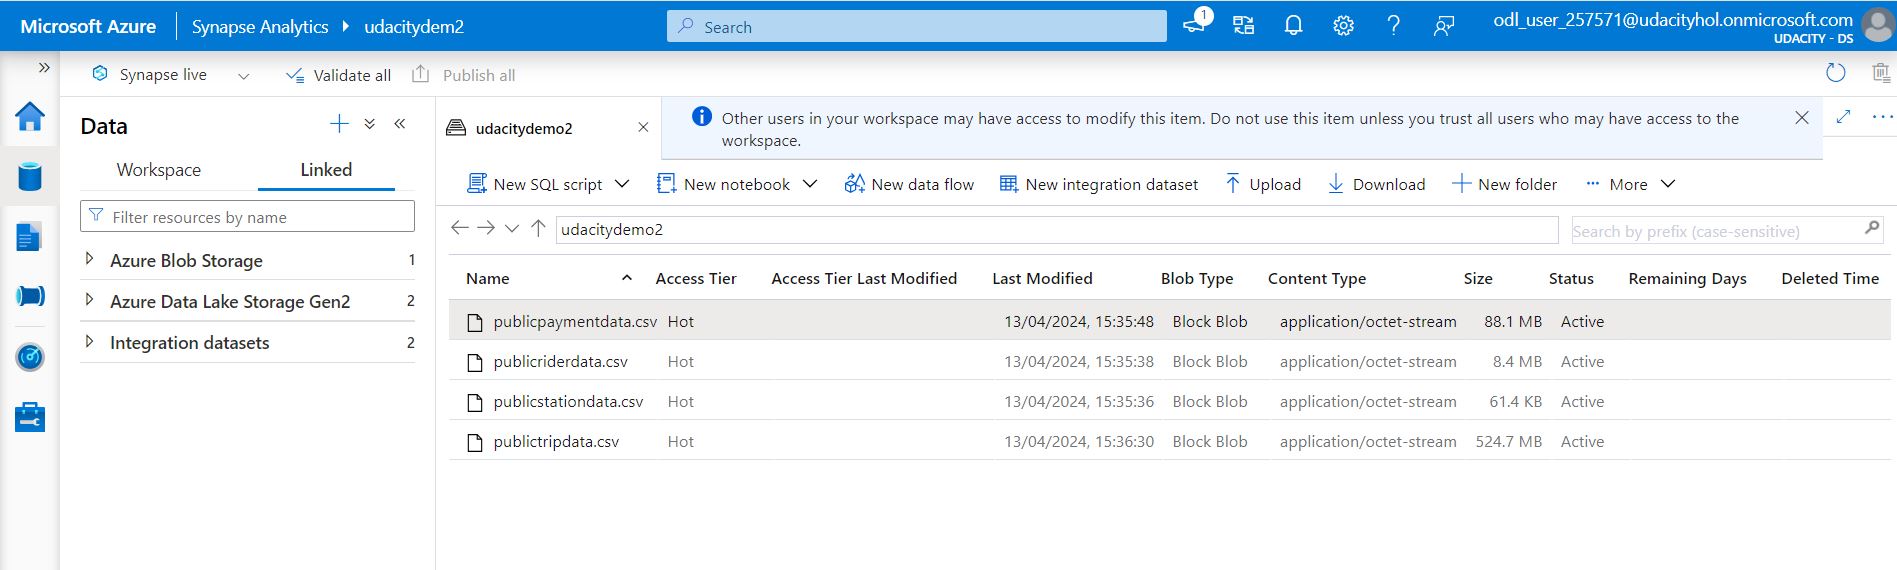 Microsoft Azure Synapse Analytics udacitydem2 Search 1 odl_user_257571@udacityhol.onmicrosoft.com
UDACITY - DS
Synapse live Validate all Publish all
Data
Workspace Linked
Filter resources by name
Azure Blob Storage 1
Azure Data Lake Storage Gen2 2
Integration datasets 2
udacitydemo2
Other users in your workspace may have access to modify this item. Do not use this item unless you trust all users who may have access to the
workspace.
New SQL script New notebook New data flow New integration dataset Upload Download New folder More
udacitydemo2 Search by prefix (case-sensitive)
Name Access Tier Access Tier Last Modified Last Modified Blob Type Content Type Size Status Remaining Days Deleted Time
publicpaymentdata.csv Hot 13/04/2024, 15:35:48 Block Blob application/octet-stream 88.1 MB Active
publicriderdata.csv Hot 13/04/2024, 15:35:38 Block Blob application/octet-stream 8.4 MB Active
publicstationdata.csv Hot 13/04/2024, 15:35:36 Block Blob application/octet-stream 61.4 KB Active
publictripdata.csv Hot 13/04/2024, 15:36:30 Block Blob application/octet-stream 524.7 MB Active